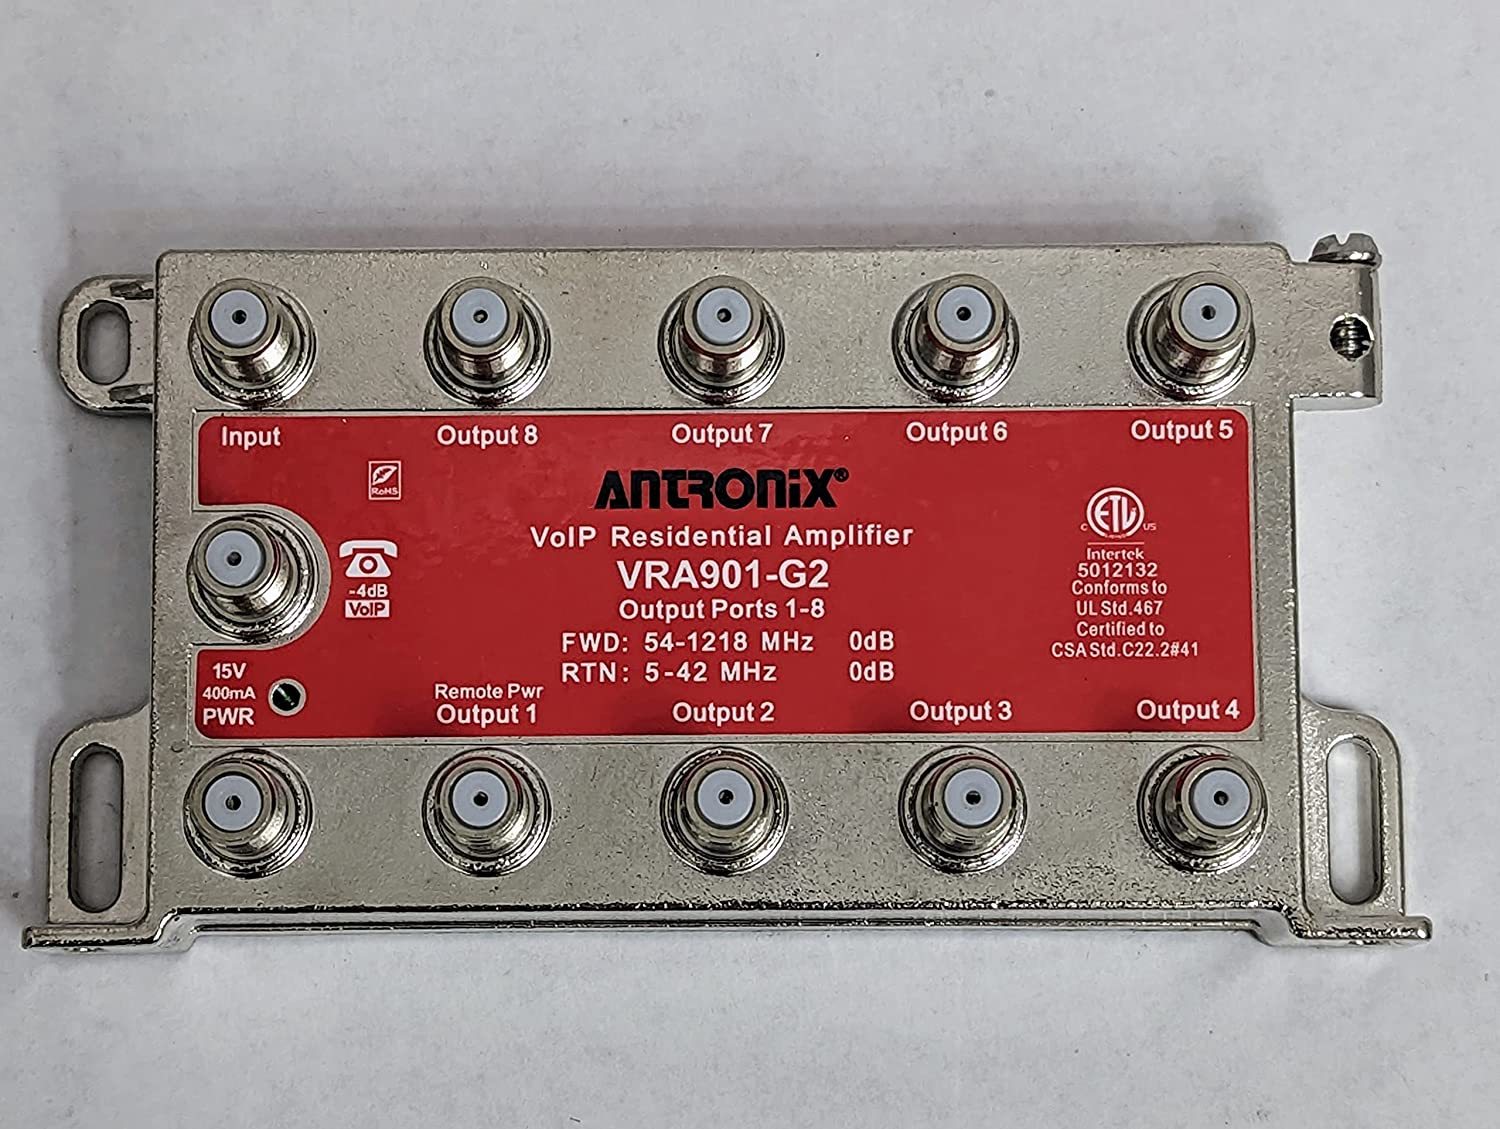 Input
Output 8
Output 7
Output 6
Output 5
RoHS
ANTRONIX®
VoIP Residential Amplifier
VRA901-G2
Output Ports 1-8
FWD: 54-1218 MHz 0dB
RTN: 5-42 MHz 0dB
-4dB
VoIP
C ETL US
Intertek
5012132
Conforms to
UL Std.467
Certified to
CSA Std.C22.2#41
15V
400mA
PWR
Remote Pwr
Output 1
Output 2
Output 3
Output 4